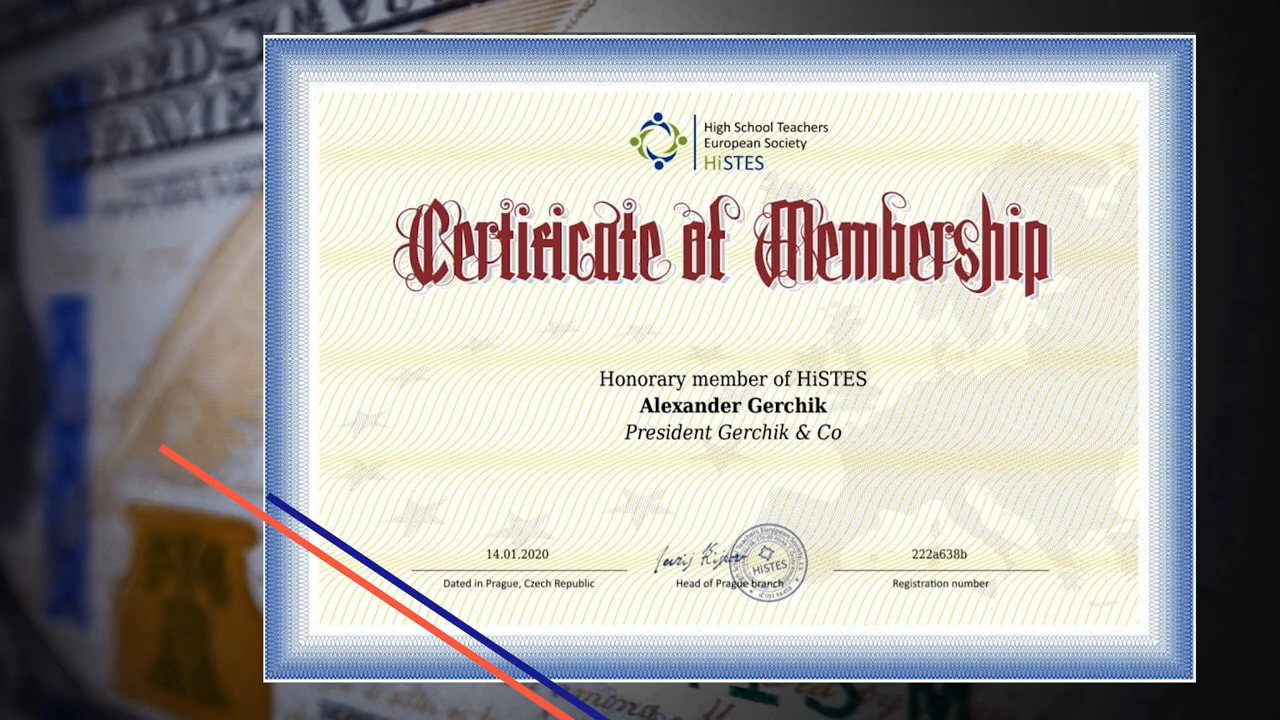 High School Teachers
European Society
HiSTES
Certificate of Membership
Honorary member of HiSTES
Alexander Gerchik
President Gerchik & Co
14.01.2020
222a638b
Dated in Prague, Czech Republic
Head of Prague branch
Registration number
HiSTES